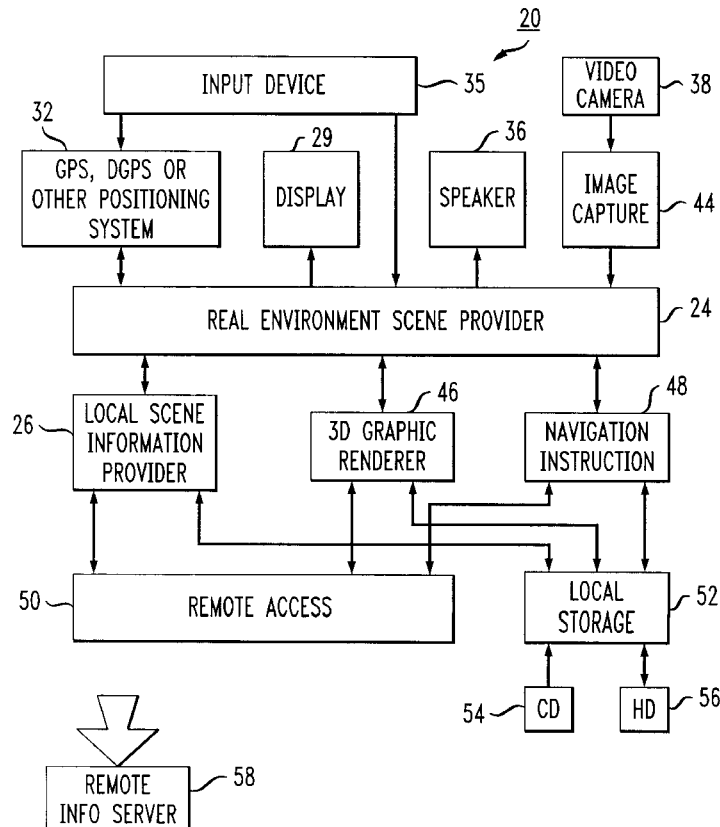 20
INPUT DEVICE
35
VIDEO
CAMERA
38
32
GPS, DGPS OR
OTHER POSITIONING
SYSTEM
29
DISPLAY
36
SPEAKER
IMAGE
CAPTURE
44
REAL ENVIRONMENT SCENE PROVIDER
24
26
LOCAL SCENE
INFORMATION
PROVIDER
46
3D GRAPHIC
RENDERER
48
NAVIGATION
INSTRUCTION
50
REMOTE ACCESS
LOCAL
STORAGE
52
54
CD
HD
56
REMOTE
INFO SERVER
58